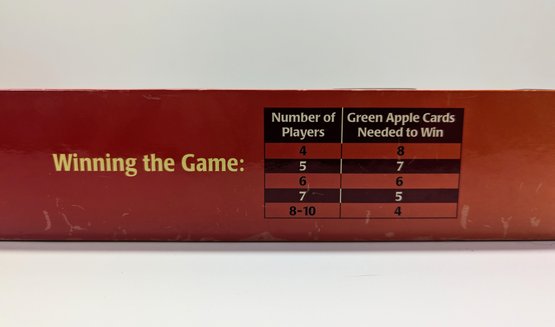 Winning the Game:
Number of Players | Green Apple Cards Needed to Win
4 | 8
5 | 7
6 | 6
7 | 5
8-10 | 4